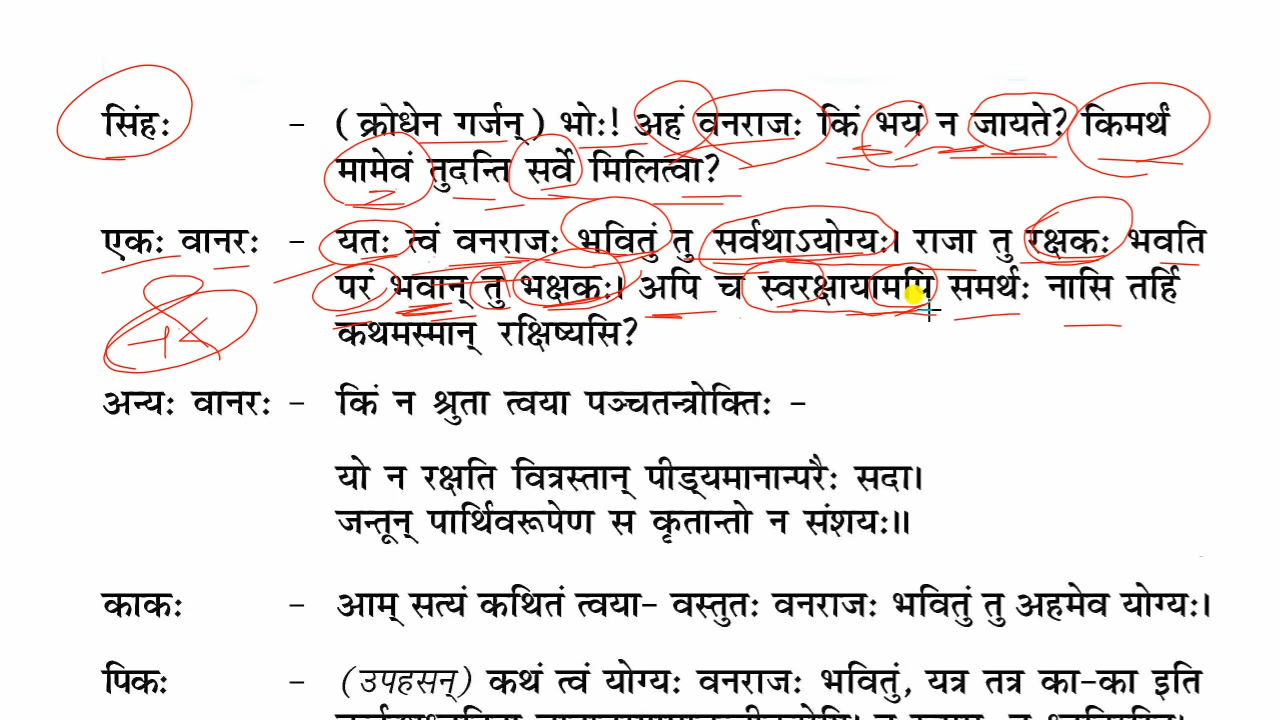 सिंहः - (क्रोधेन गर्जन्) भोः! अहं वनराजः किं भयं न जायते? किमर्थं
मामेवं तुदन्ति सर्वे मिलित्वा?
एकः वानरः - यतः त्वं वनराजः भवितुं तु सर्वथाऽयोग्यः। राजा तु रक्षकः भवति
परं भवान् तु भक्षकः। अपि च स्वरक्षायामपि समर्थः नासि तर्हि
कथमस्मान् रक्षिष्यसि?
अन्यः वानरः - किं न श्रुता त्वया पञ्चतन्त्रोक्तिः -
यो न रक्षति वित्रस्तान् पीड्यमानान्परैः सदा।
जन्तून् पार्थिवरूपेण स कृतान्तो न संशयः॥
काकः - आम् सत्यं कथितं त्वया- वस्तुतः वनराजः भवितुं तु अहमेव योग्यः।
पिकः - (उपहसन्) कथं त्वं योग्यः वनराजः भवितुं, यत्र तत्र का-का इति